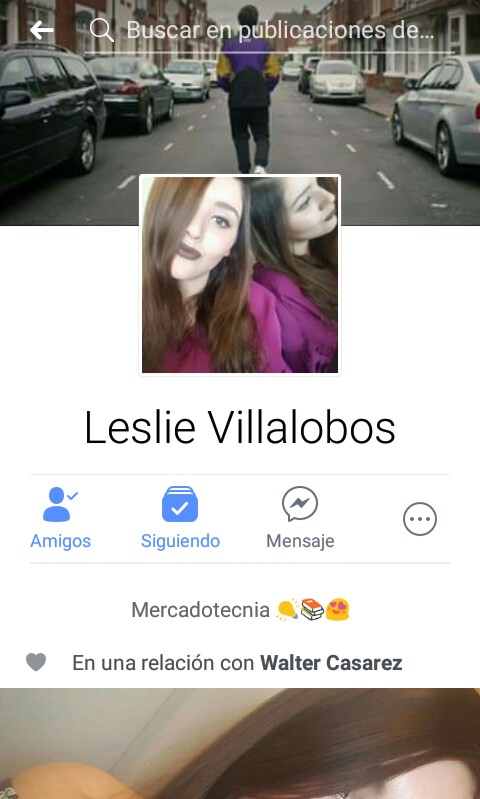 Buscar en publicaciones de...
Leslie Villalobos
Amigos
Siguiendo
Mensaje
Mercadotecnia 💡📚😍
En una relación con Walter Casarez